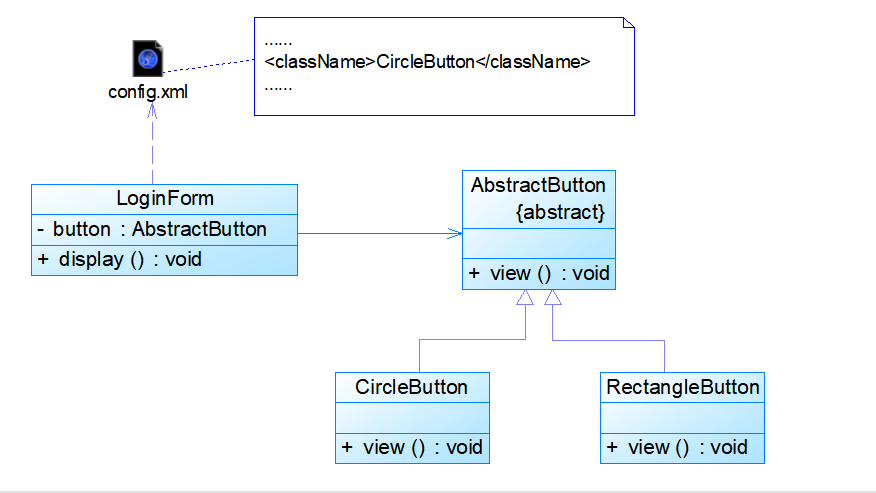 ......
<className>CircleButton</className>
......
config.xml
LoginForm
- button : AbstractButton
+ display () : void
AbstractButton
{abstract}
+ view () : void
CircleButton
+ view () : void
RectangleButton
+ view () : void